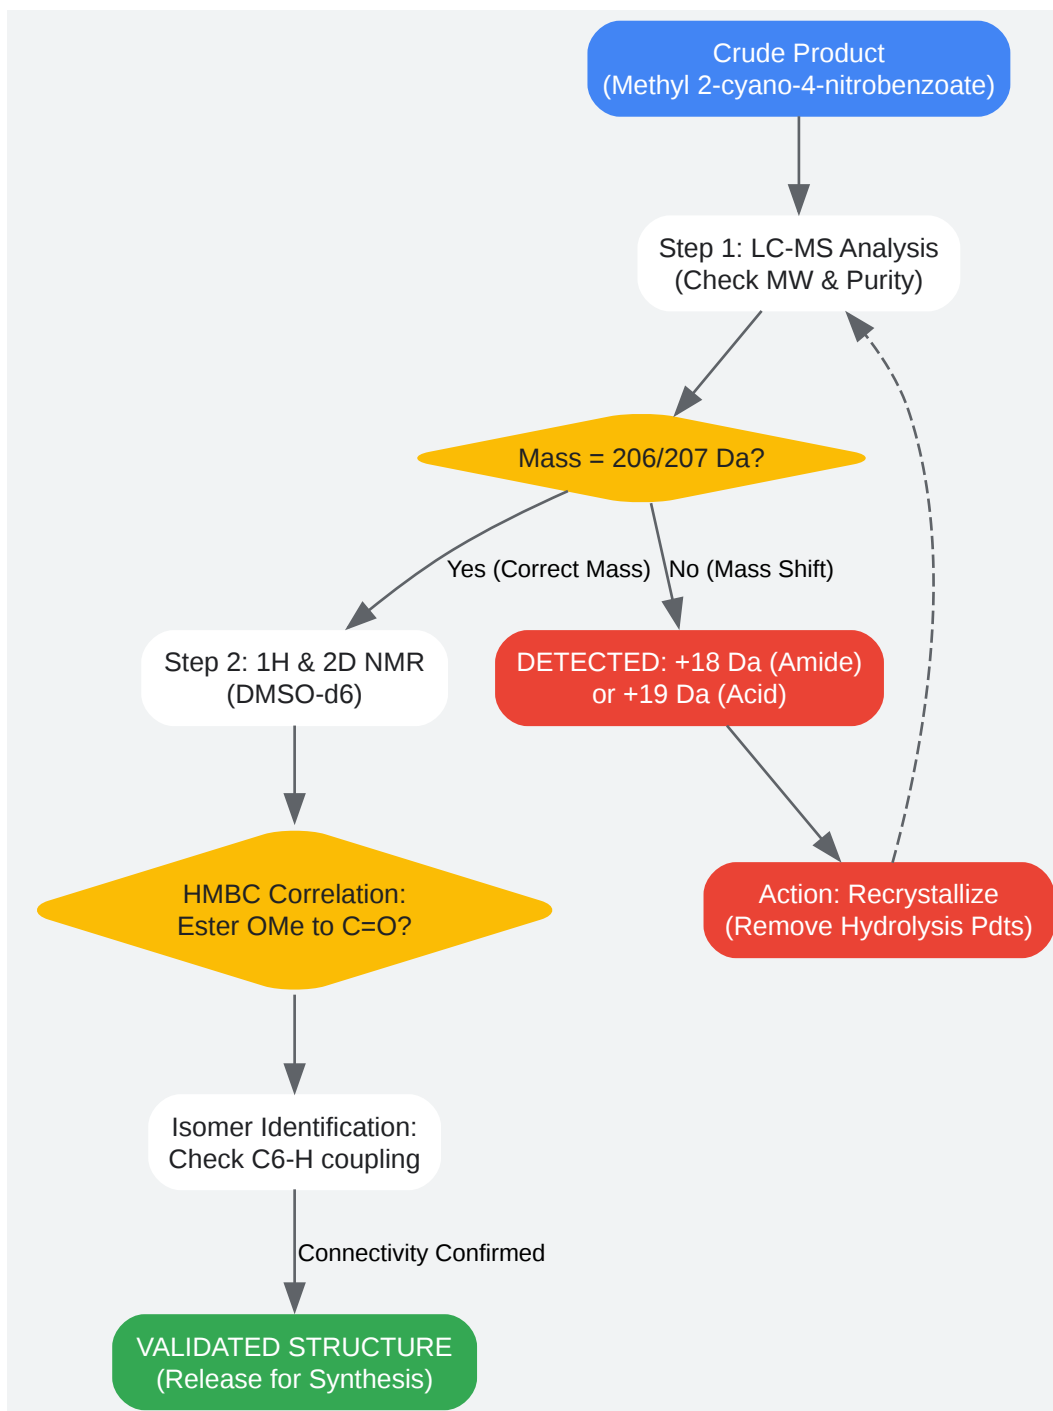 Crude Product
(Methyl 2-cyano-4-nitrobenzoate)
Step 1: LC-MS Analysis
(Check MW & Purity)
Mass = 206/207 Da?
Yes (Correct Mass)
No (Mass Shift)
Step 2: 1H & 2D NMR
(DMSO-d6)
DETECTED: +18 Da (Amide)
or +19 Da (Acid)
HMBC Correlation:
Ester OMe to C=O?
Action: Recrystallize
(Remove Hydrolysis Pdts)
Isomer Identification:
Check C6-H coupling
Connectivity Confirmed
VALIDATED STRUCTURE
(Release for Synthesis)